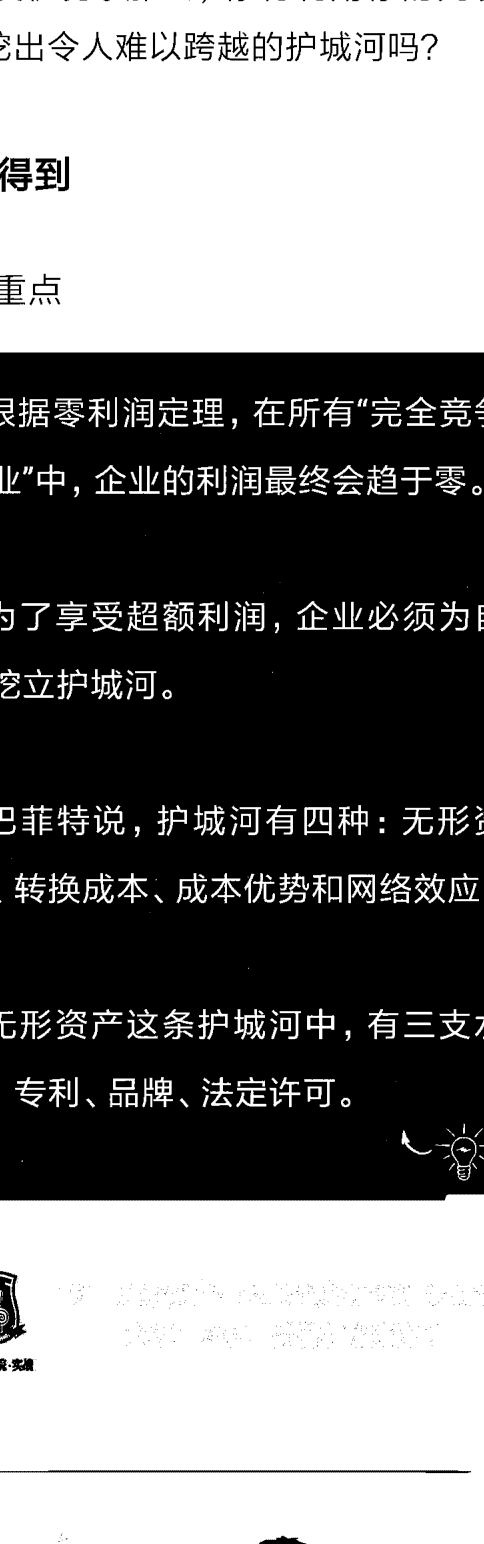 挖出令人难以跨越的护城河吗？
得到
重点
根据零利润定理，在所有“完全竞争
业”中，企业的利润最终会趋于零。
为了享受超额利润，企业必须为自
挖立护城河。
巴菲特说，护城河有四种：无形资
、转换成本、成本优势和网络效应
无形资产这条护城河中，有三支水
专利、品牌、法定许可。
院·实战